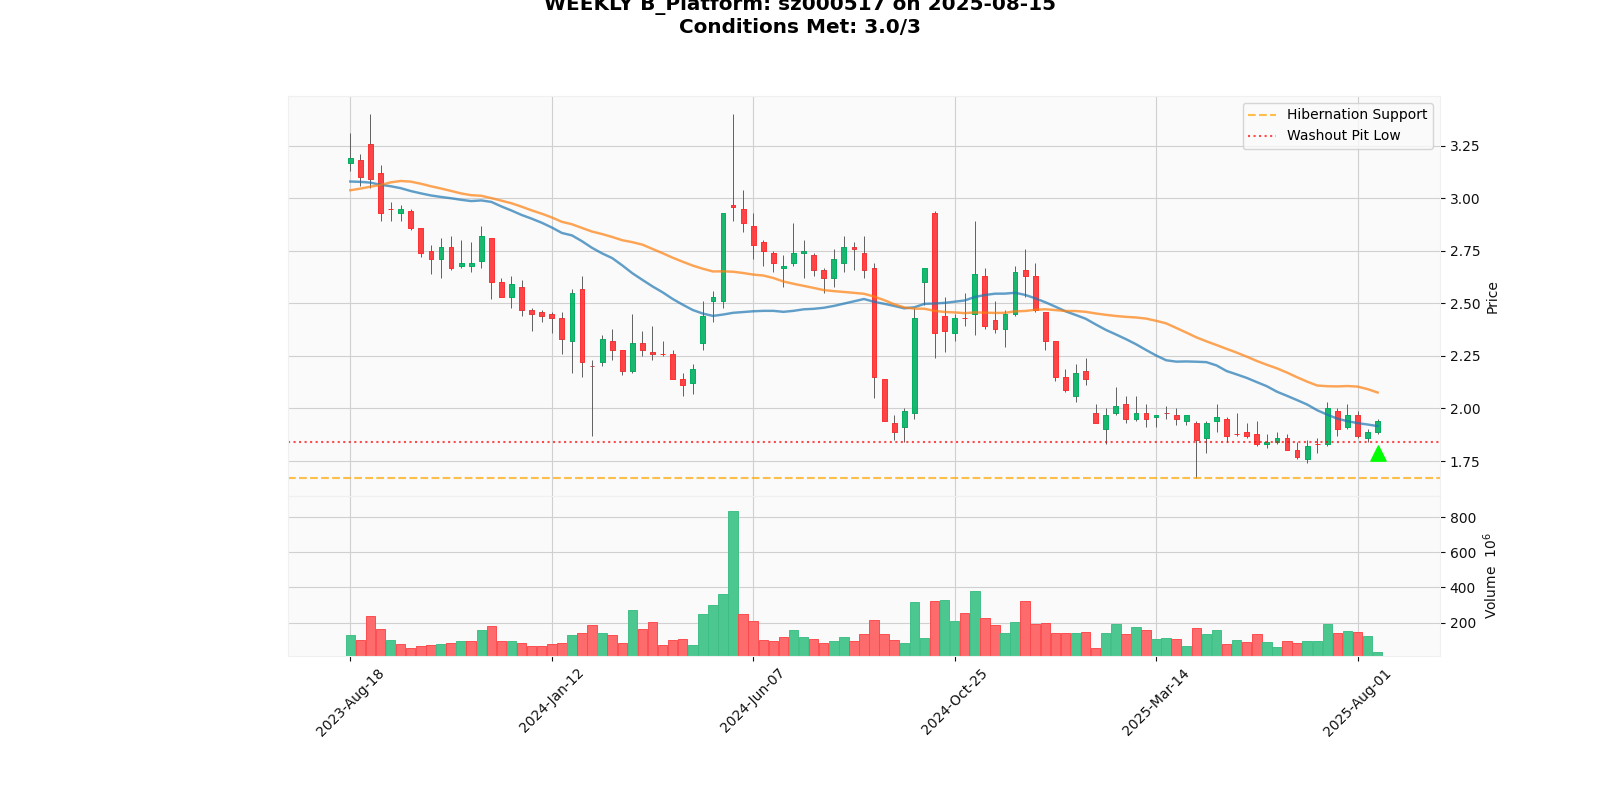 WEEKLY B_Platform: sz000517 on 2025-08-15
Conditions Met: 3.0/3
Hibernation Support
Washout Pit Low
3.25
3.00
2.75
2.50
2.25
2.00
1.75
Price
800
600
400
200
Volume 10^6
2023-Aug-18
2024-Jan-12
2024-Jun-07
2024-Oct-25
2025-Mar-14
2025-Aug-01